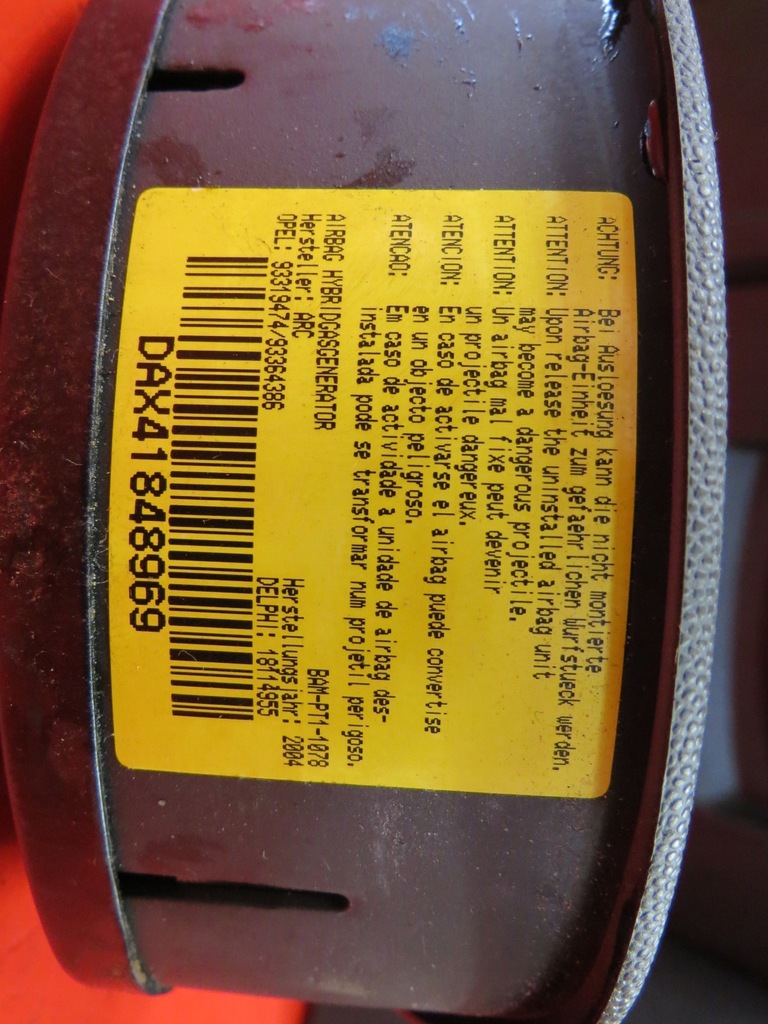 ACHTUNG: Bei Ausloesung kann die nicht montierte
Airbag-Einheit zum gefaehrlichen Wurfstueck werden.
ATTENTION: Upon release the uninstalled airbag unit
may become a dangerous projectile.
ATTENTION: Un airbag mal fixe peut devenir
un projectile dangereux.
ATENCION: En caso de activarse el airbag puede convertise
en un objecto peligroso.
ATENCAO: Em caso de actividade a unidade de airbag des-
instalada pode se transformar num projetil perigoso.
AIRBAG HYBRIDGASGENERATOR BAM-PT1-1078
Hersteller: ARC Herstellungsjahr: 2004
OPEL: 93319474/93364386 DELPHI: 18114955
DAX41848969